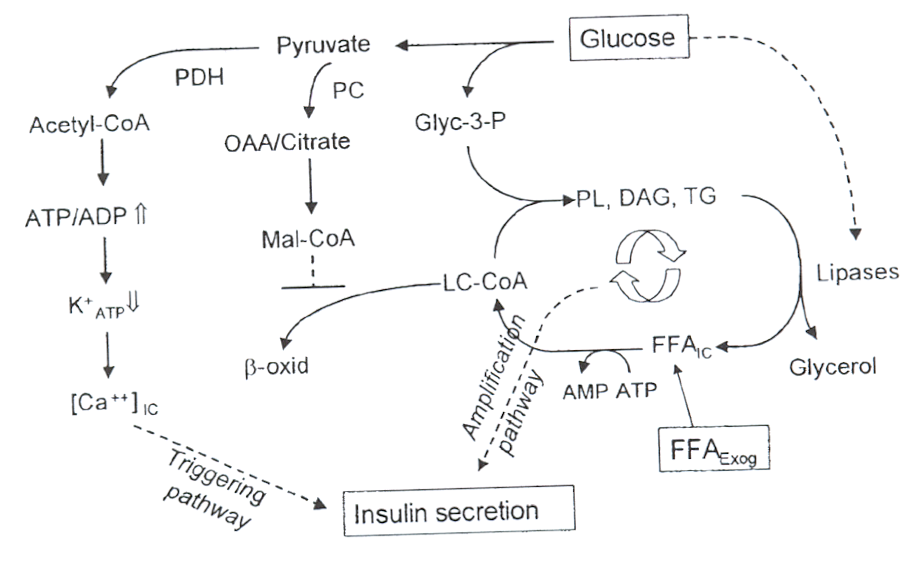 Glucose
Pyruvate
PDH
PC
Acetyl-CoA
OAA/Citrate
Glyc-3-P
ATP/ADP ⇑
Mal-CoA
PL, DAG, TG
Lipases
K⁺ATP⇓
LC-CoA
β-oxid
FFAIC
Glycerol
AMP ATP
[Ca⁺⁺]IC
Amplification
pathway
FFAExog
Triggering
pathway
Insulin secretion